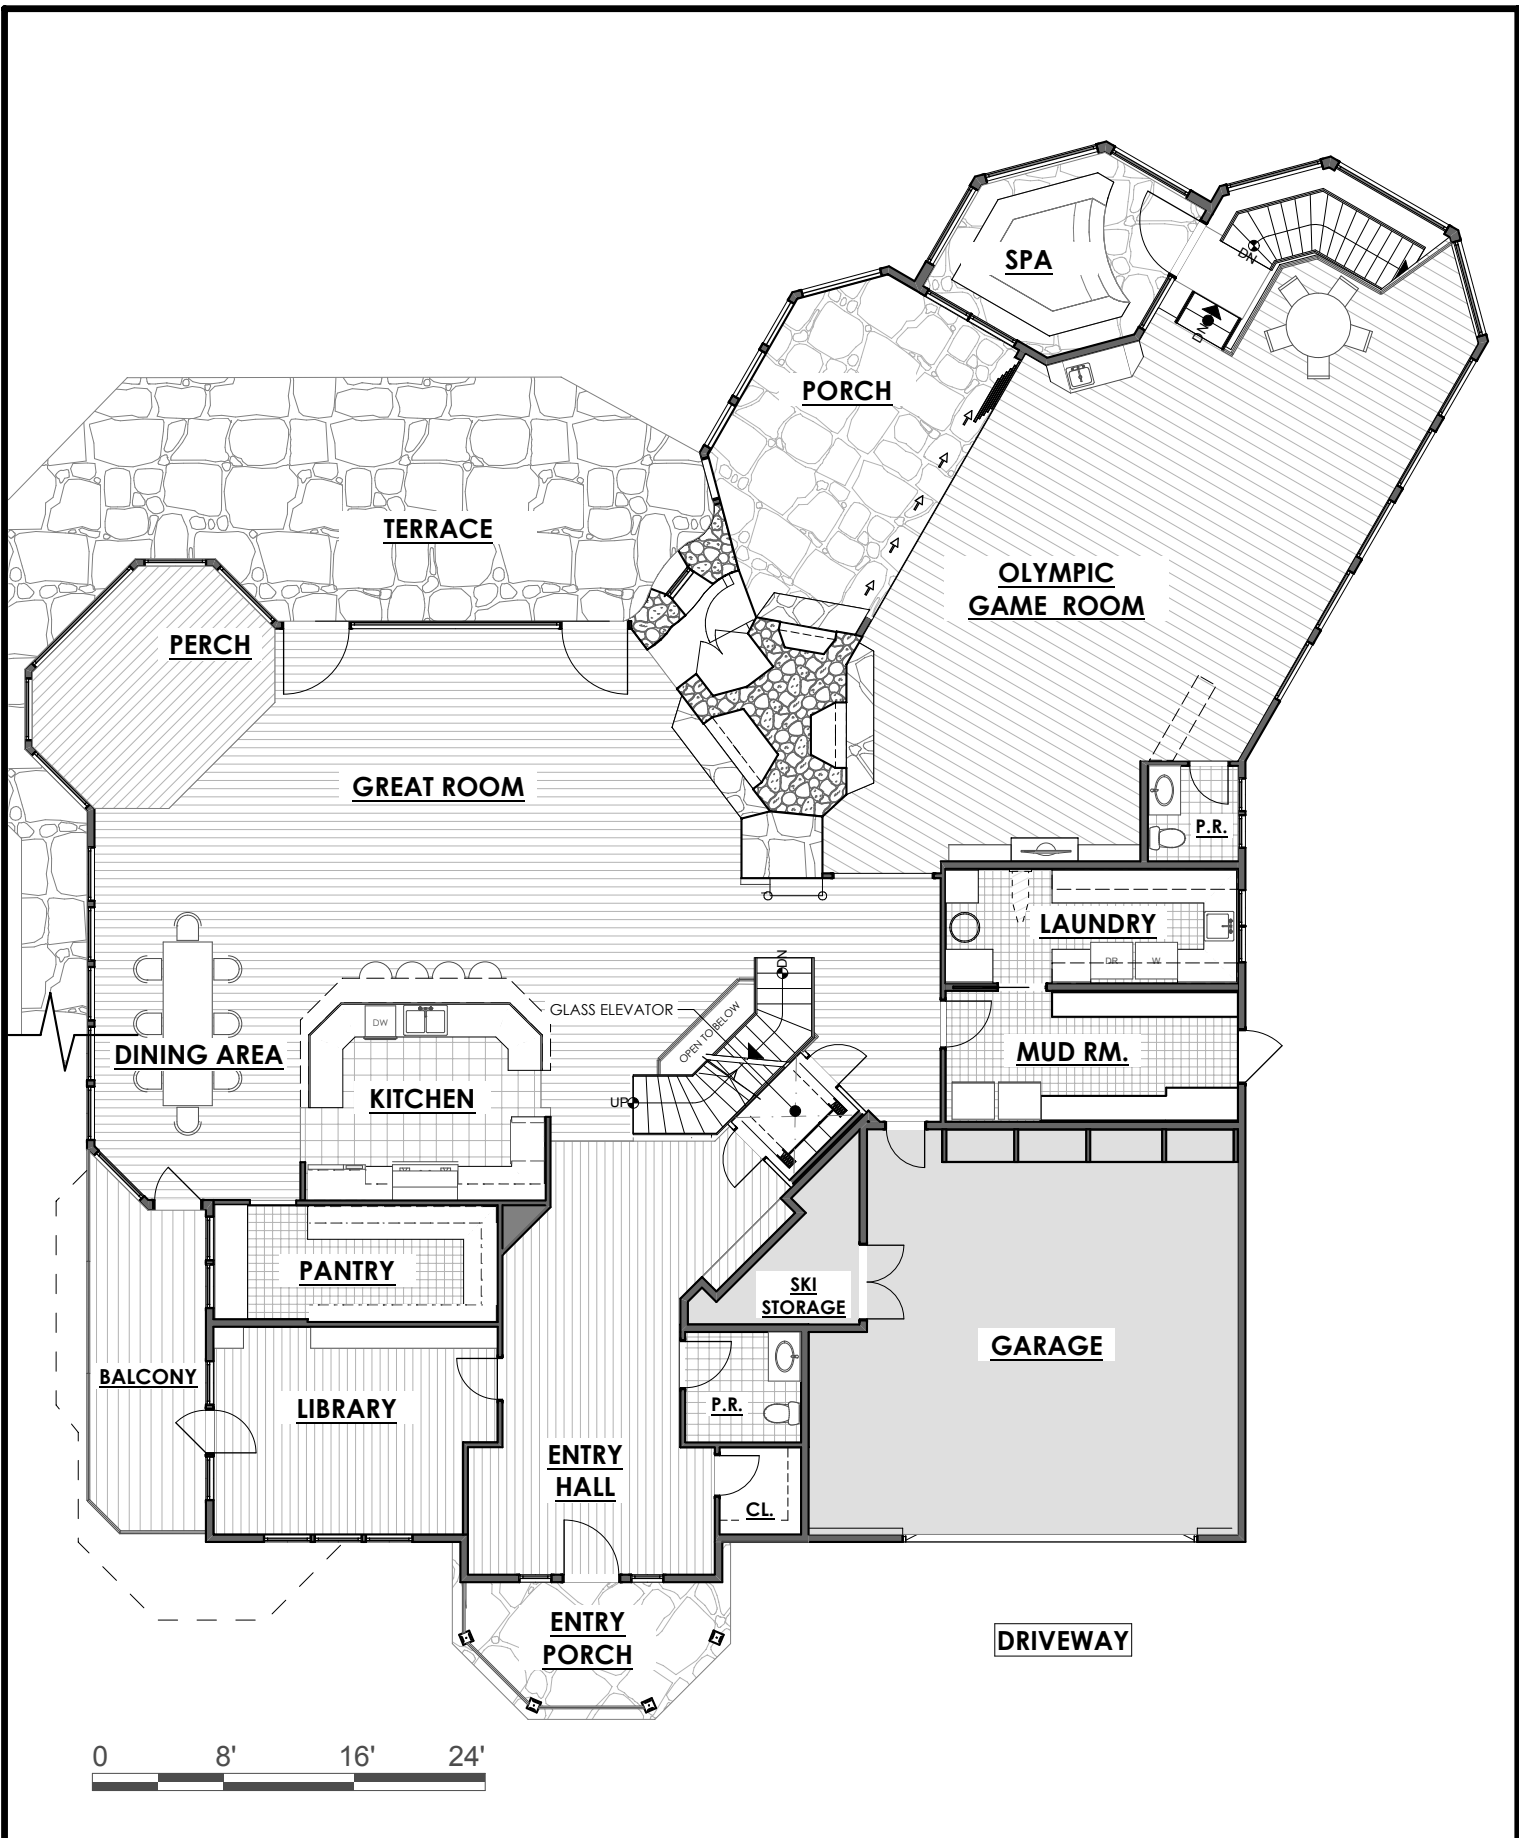 SPA
DN
DN
PORCH
TERRACE
OLYMPIC
GAME ROOM
PERCH
GREAT ROOM
P.R.
LAUNDRY
DR
W
DN
GLASS ELEVATOR
OPEN TO BELOW
DW
DINING AREA
MUD RM.
KITCHEN
UP
PANTRY
SKI
STORAGE
GARAGE
BALCONY
LIBRARY
P.R.
ENTRY
HALL
CL.
ENTRY
PORCH
DRIVEWAY
0 8' 16' 24'